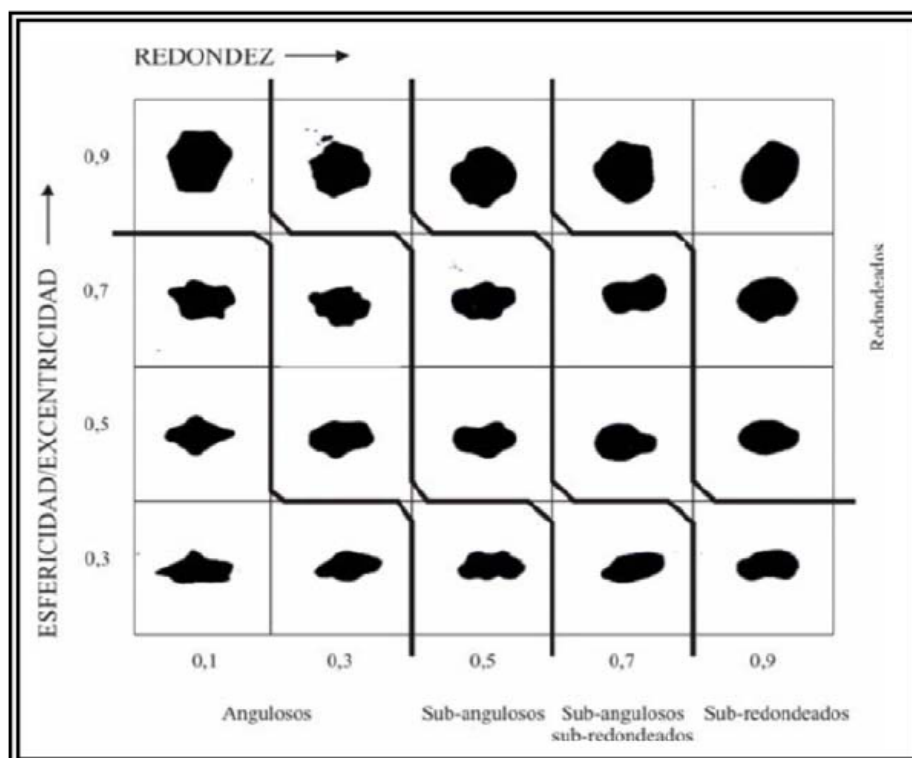 REDONDEZ
ESFERICIDAD/EXCENTRICIDAD
0,9
0,7
0,5
0,3
Redondeados
0,1 0,3 0,5 0,7 0,9
Angulosos Sub-angulosos Sub-angulosos Sub-redondeados
sub-redondeados